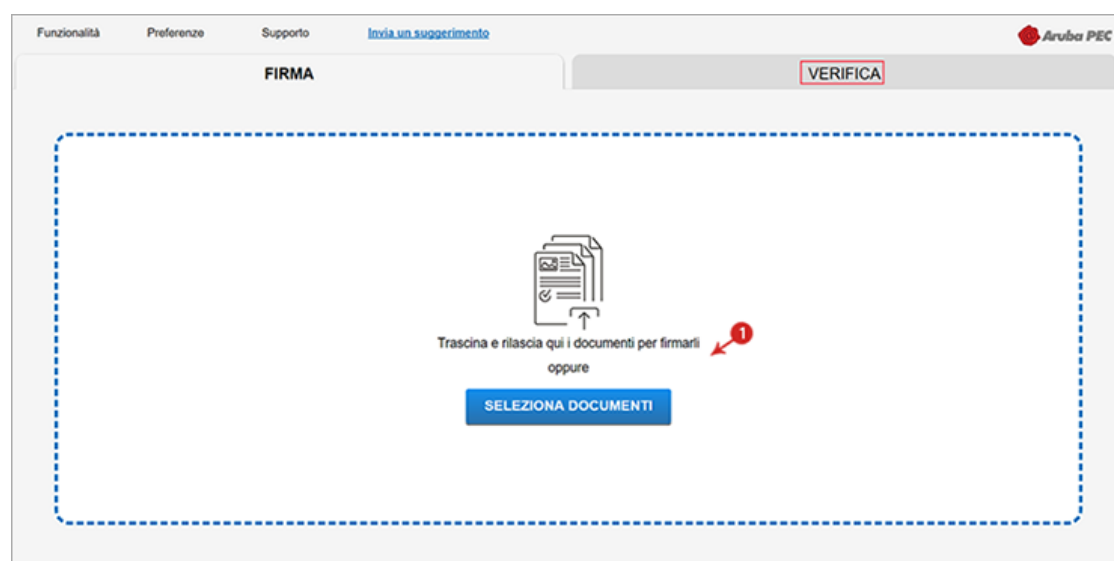 Funzionalità Preferenze Supporto Invia un suggerimento Aruba PEC
FIRMA VERIFICA
Trascina e rilascia qui i documenti per firmarli
1
oppure
SELEZIONA DOCUMENTI